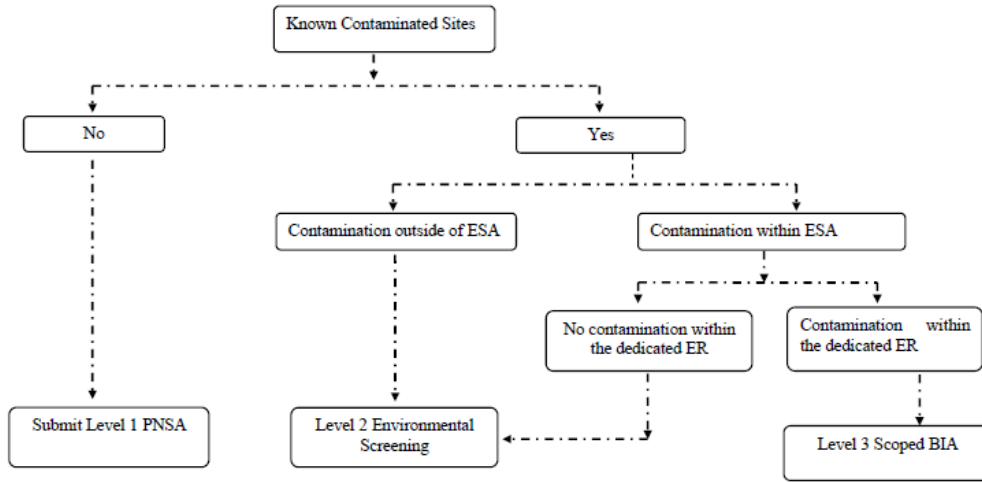 Known Contaminated Sites
No
Yes
Contamination outside of ESA
Contamination within ESA
No contamination within
the dedicated ER
Contamination within
the dedicated ER
Submit Level 1 PNSA
Level 2 Environmental
Screening
Level 3 Scoped BIA